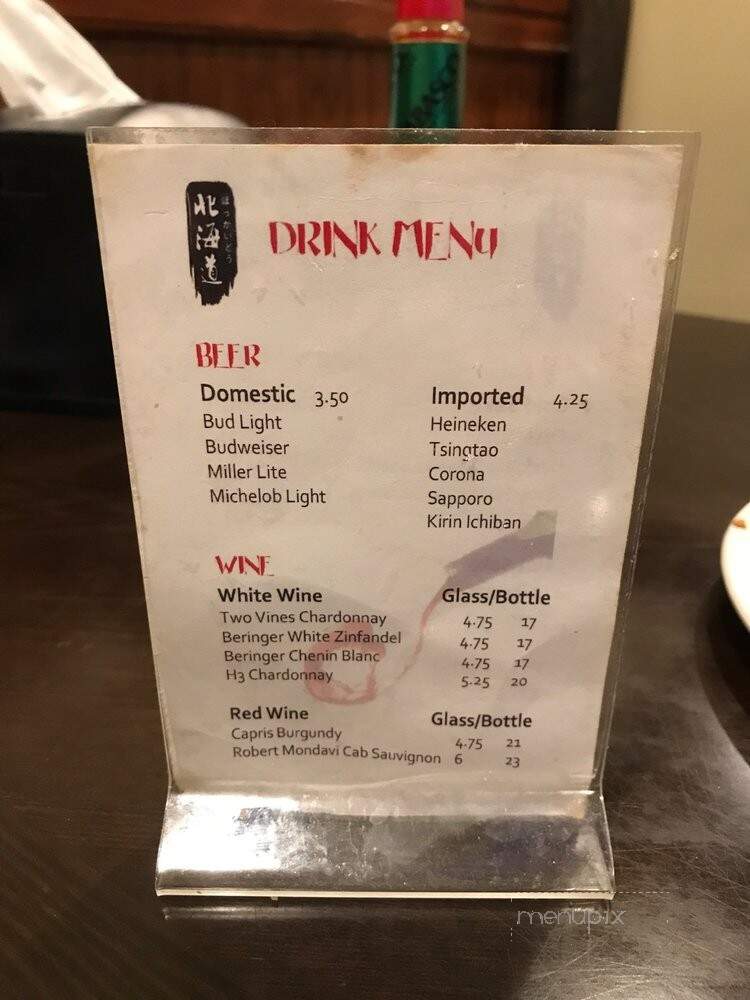 ABASCO
北海道
ほっかいどう
DRINK MENU
BEER
Domestic 3.50
Bud Light
Budweiser
Miller Lite
Michelob Light
Imported 4.25
Heineken
Tsingtao
Corona
Sapporo
Kirin Ichiban
WINE
White Wine Glass/Bottle
Two Vines Chardonnay 4.75 17
Beringer White Zinfandel 4.75 17
Beringer Chenin Blanc 4.75 17
H3 Chardonnay 5.25 20
Red Wine Glass/Bottle
Capris Burgundy 4.75 21
Robert Mondavi Cab Sauvignon 6 23
menupix